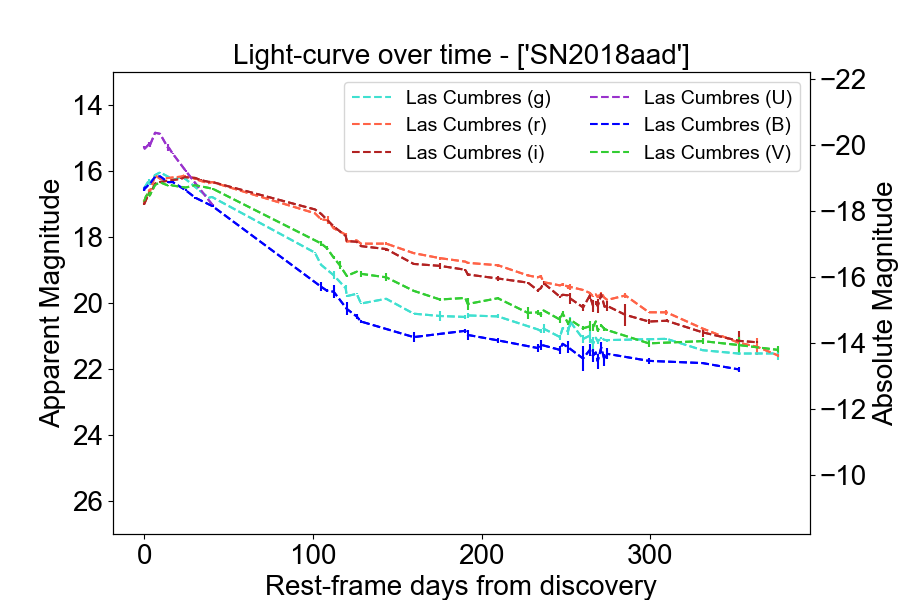 Light-curve over time - ['SN2018aad']
Las Cumbres (g)
Las Cumbres (r)
Las Cumbres (i)
Las Cumbres (U)
Las Cumbres (B)
Las Cumbres (V)
Apparent Magnitude
14
16
18
20
22
24
26
−22
−20
−18
−16
−14
−12
−10
Absolute Magnitude
0 100 200 300
Rest-frame days from discovery